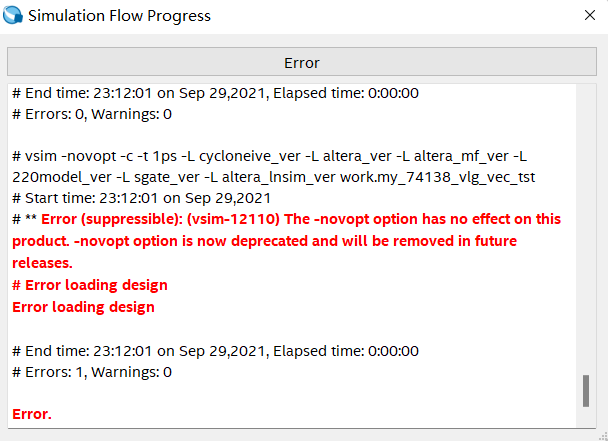 Simulation Flow Progress
Error
# End time: 23:12:01 on Sep 29,2021, Elapsed time: 0:00:00
# Errors: 0, Warnings: 0
# vsim -novopt -c -t 1ps -L cycloneive_ver -L altera_ver -L altera_mf_ver -L
220model_ver -L sgate_ver -L altera_lnsim_ver work.my_74138_vlg_vec_tst
# Start time: 23:12:01 on Sep 29,2021
# ** Error (suppressible): (vsim-12110) The -novopt option has no effect on this
product. -novopt option is now deprecated and will be removed in future
releases.
# Error loading design
Error loading design
# End time: 23:12:01 on Sep 29,2021, Elapsed time: 0:00:00
# Errors: 1, Warnings: 0
Error.